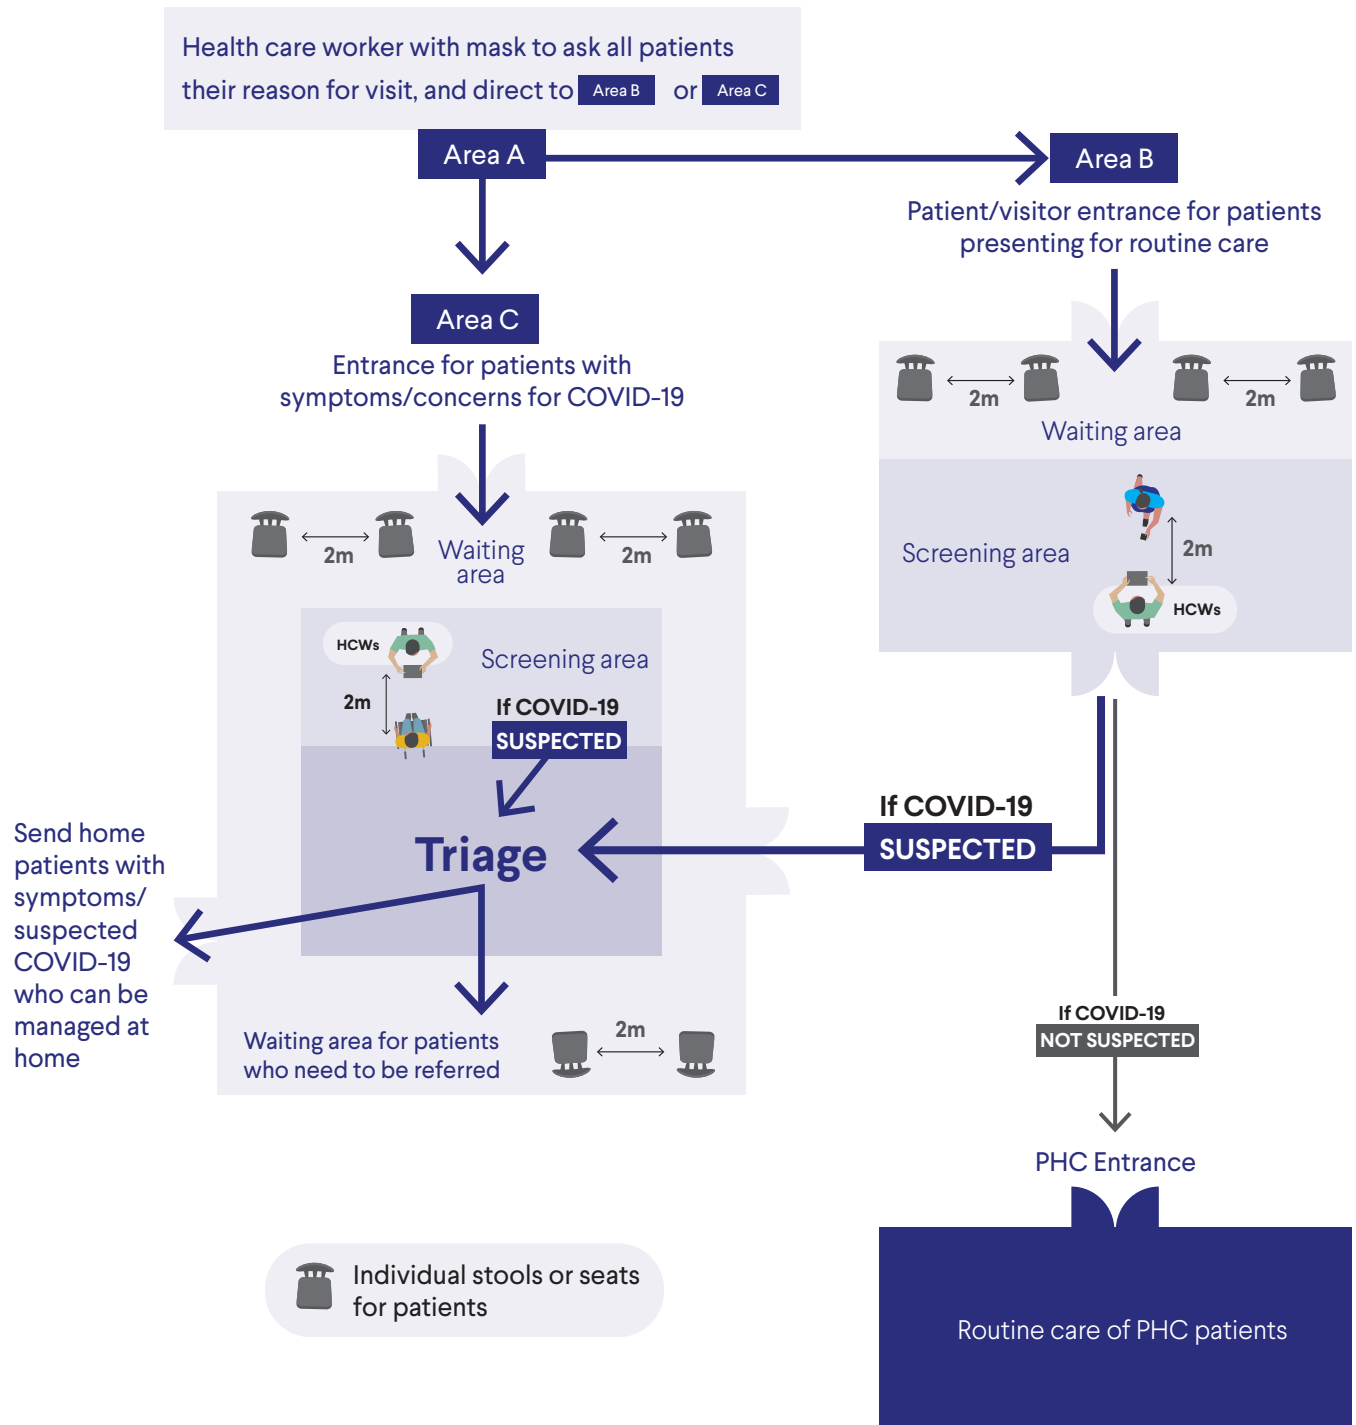 Health care worker with mask to ask all patients
their reason for visit, and direct to Area B or Area C
Area A
Area B
Patient/visitor entrance for patients
presenting for routine care
Area C
Entrance for patients with
symptoms/concerns for COVID-19
2m
2m
Waiting area
Screening area
2m
HCWs
2m
Waiting
area
2m
HCWs
Screening area
2m
If COVID-19
SUSPECTED
Triage
If COVID-19
SUSPECTED
Send home
patients with
symptoms/
suspected
COVID-19
who can be
managed at
home
Waiting area for patients
who need to be referred
2m
If COVID-19
NOT SUSPECTED
PHC Entrance
Routine care of PHC patients
Individual stools or seats
for patients